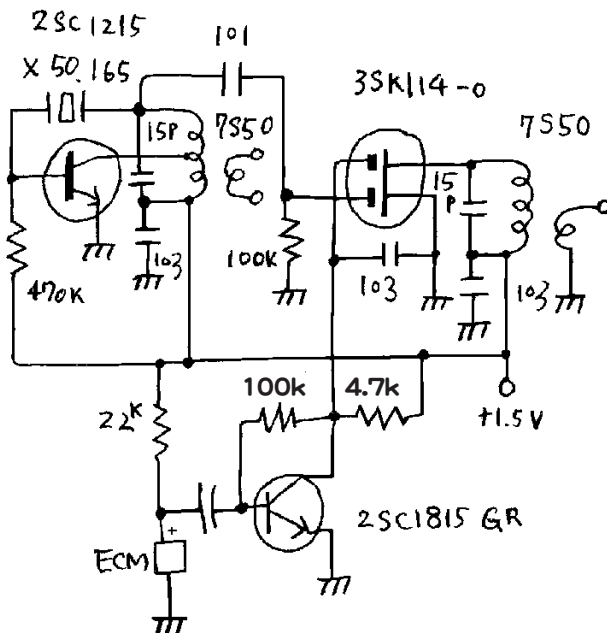 2SC1215
X 50.165
101
3SK114-0
15P
7S50
7S50
15
P
470K
103
100K
103
103
100k
4.7k
22K
+1.5V
+
ECM
2SC1815 GR